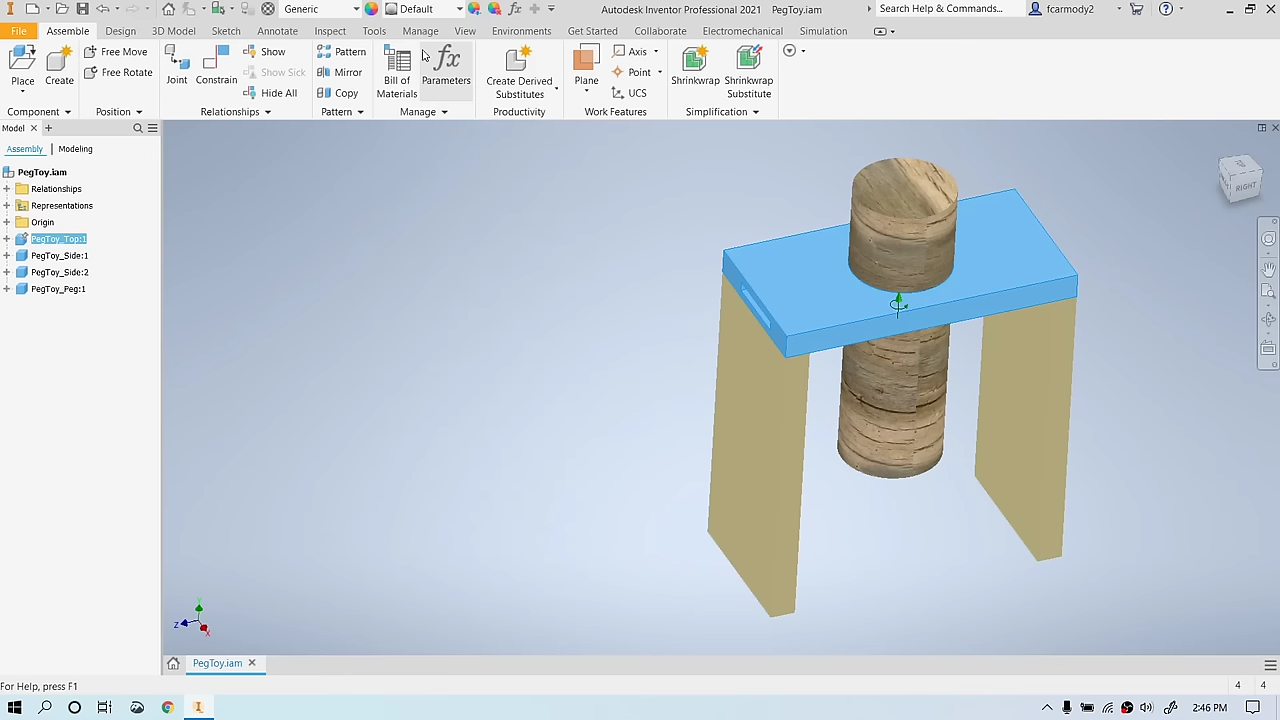 Generic
Default
Autodesk Inventor Professional 2021
PegToy.iam
Search Help & Commands...
fcarmody2
File
Assembly
Design
3D Model
Sketch
Annotate
Inspect
Tools
Manage
View
Environments
Get Started
Collaborate
Electromechanical
Simulation
Place
Create
Free Move
Free Rotate
Joint
Constrain
Show
Show Sick
Hide All
Pattern
Mirror
Copy
Bill of
Materials
fx
Parameters
Create Derived
Substitutes
Plane
Axis
Point
UCS
Shrinkwrap
Shrinkwrap
Substitute
Component
Position
Relationships
Pattern
Manage
Productivity
Work Features
Simplification
Model
Assembly
Modeling
PegToy.iam
Relationships
Representations
Origin
PegToy_Top:1
PegToy_Side:1
PegToy_Side:2
PegToy_Peg:1
RIGHT
Y
Z
X
PegToy.iam
For Help, press F1
4 4
2:46 PM